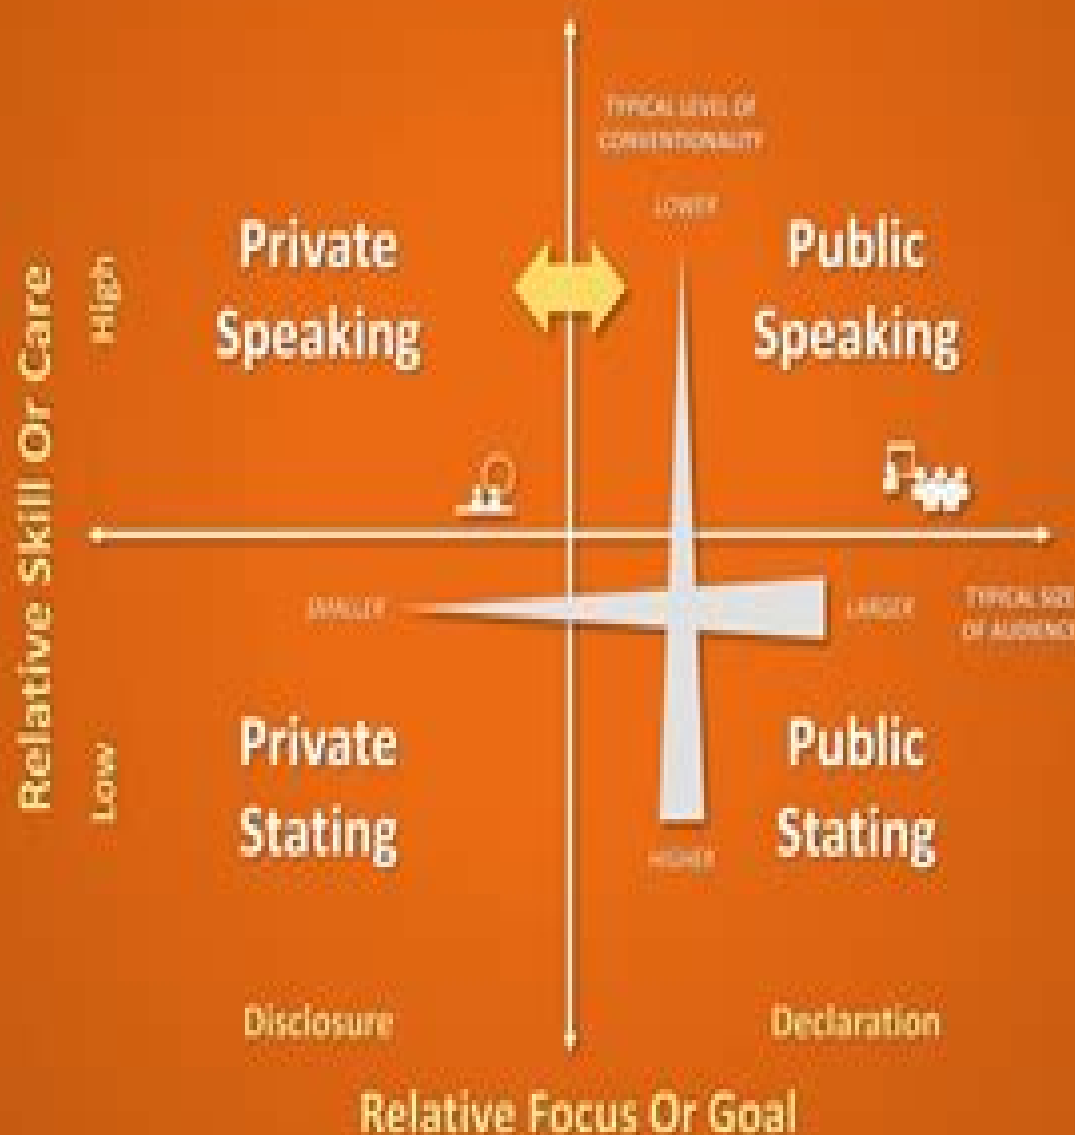 TYPICAL LEVEL OF
CONVENTIONALITY
LOWER
Private
Speaking
Public
Speaking
High
Relative Skill Or Care
SMALLER
LARGER
TYPICAL SIZE
OF AUDIENC
Low
Private
Stating
Public
Stating
HIGHER
Disclosure
Declaration
Relative Focus Or Goal